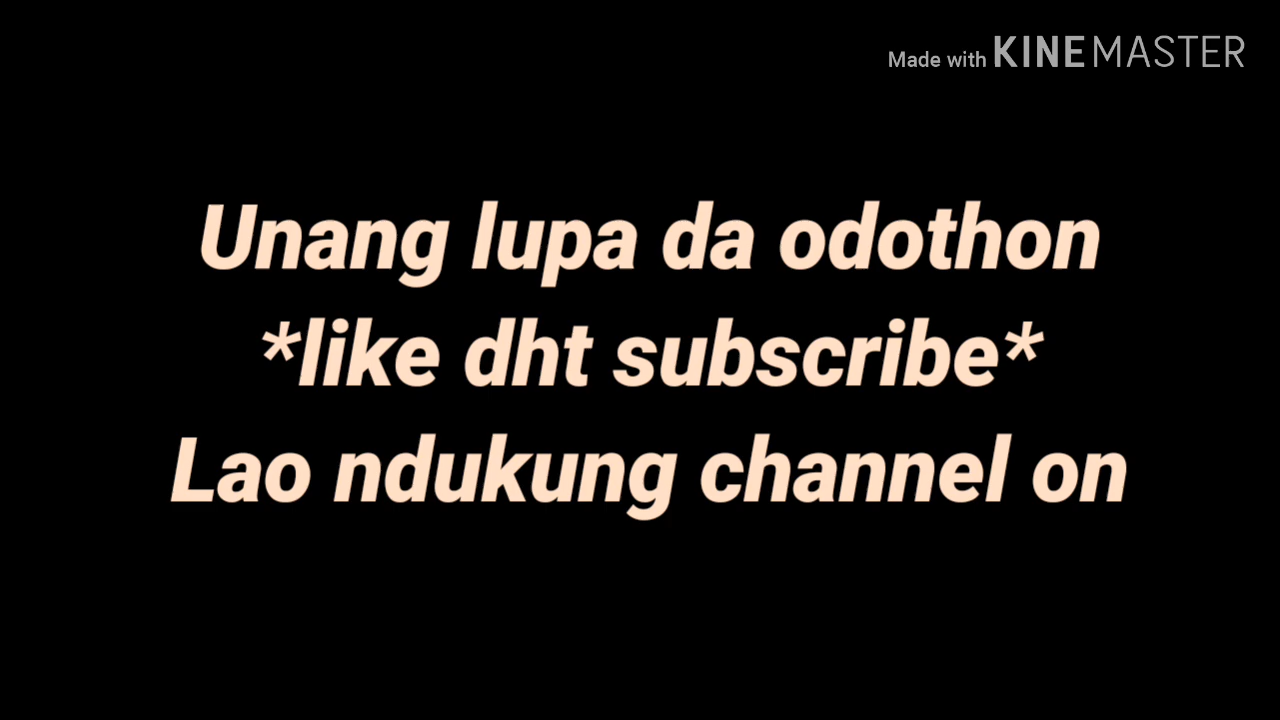 Made with KINEMASTER
Unang lupa da odothon
*like dht subscribe*
Lao ndukung channel on